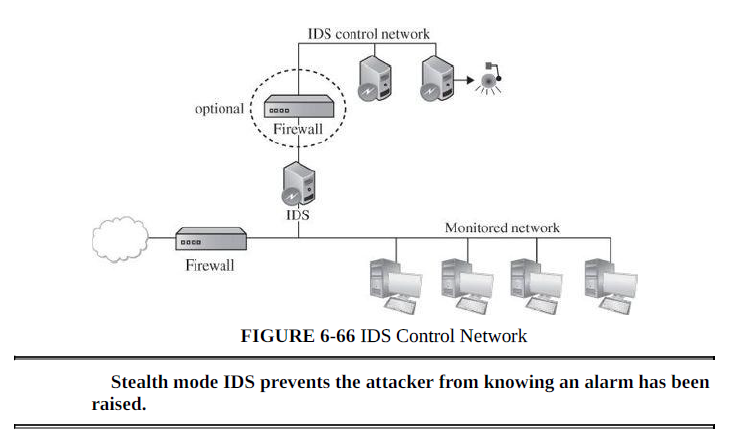 IDS control network
optional
Firewall
IDS
Monitored network
Firewall
FIGURE 6-66 IDS Control Network
Stealth mode IDS prevents the attacker from knowing an alarm has been
raised.